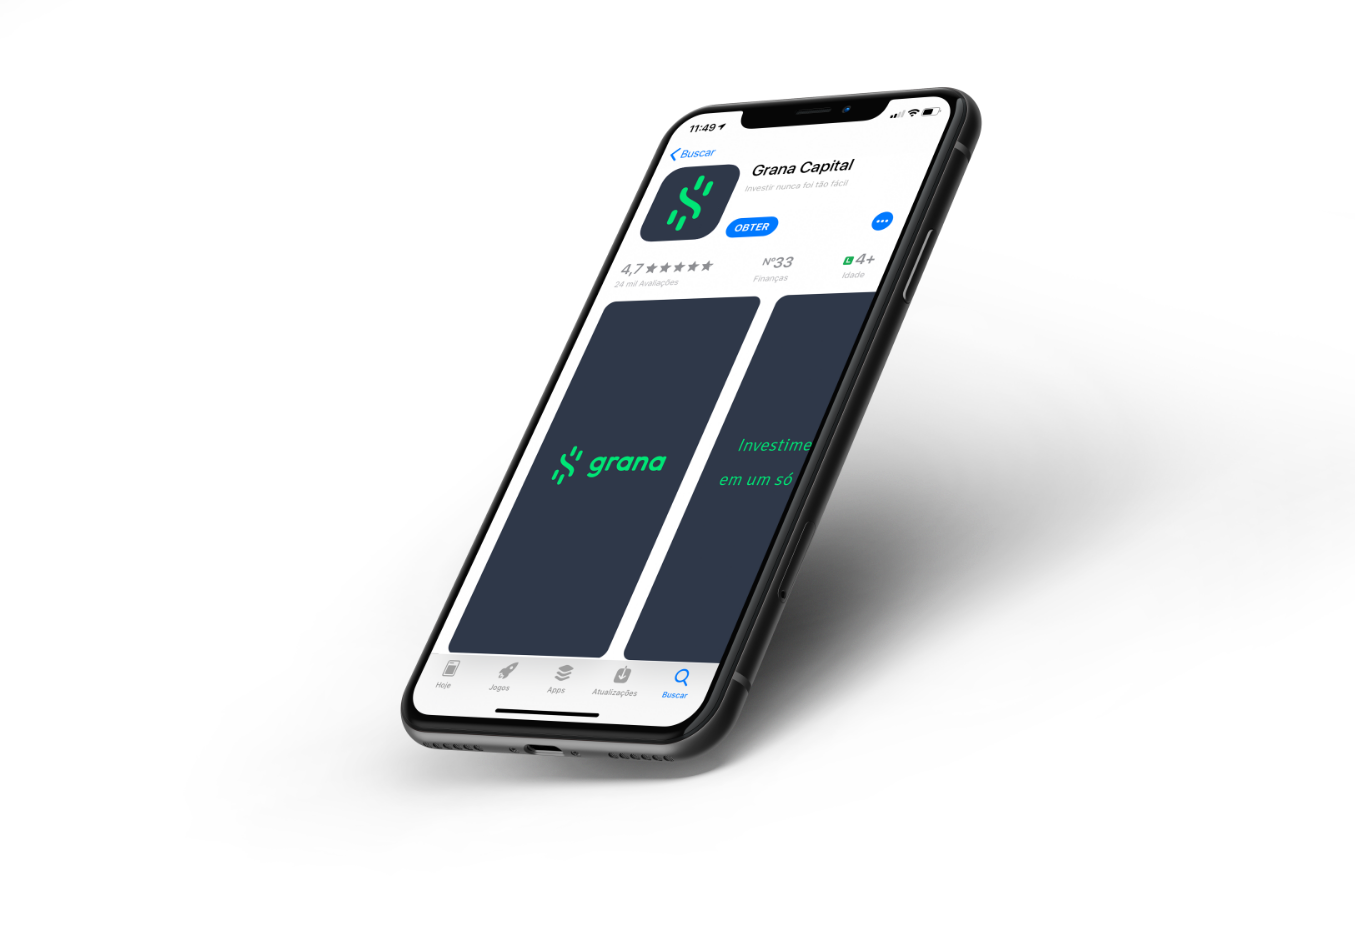 11:49
Buscar
Grana Capital
Investir nunca foi tão fácil
OBTER
4,7 ★★★★★
24 mil Avaliações
Nº33
Finanças
L 4+
Idade
grana
Investime
em um só
Hoje
Jogos
Apps
Atualizações
Buscar